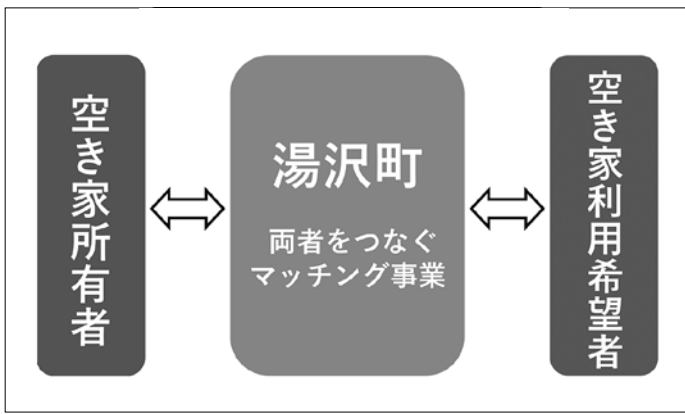 空き家所有者
湯沢町
両者をつなぐ
マッチング事業
空き家利用希望者